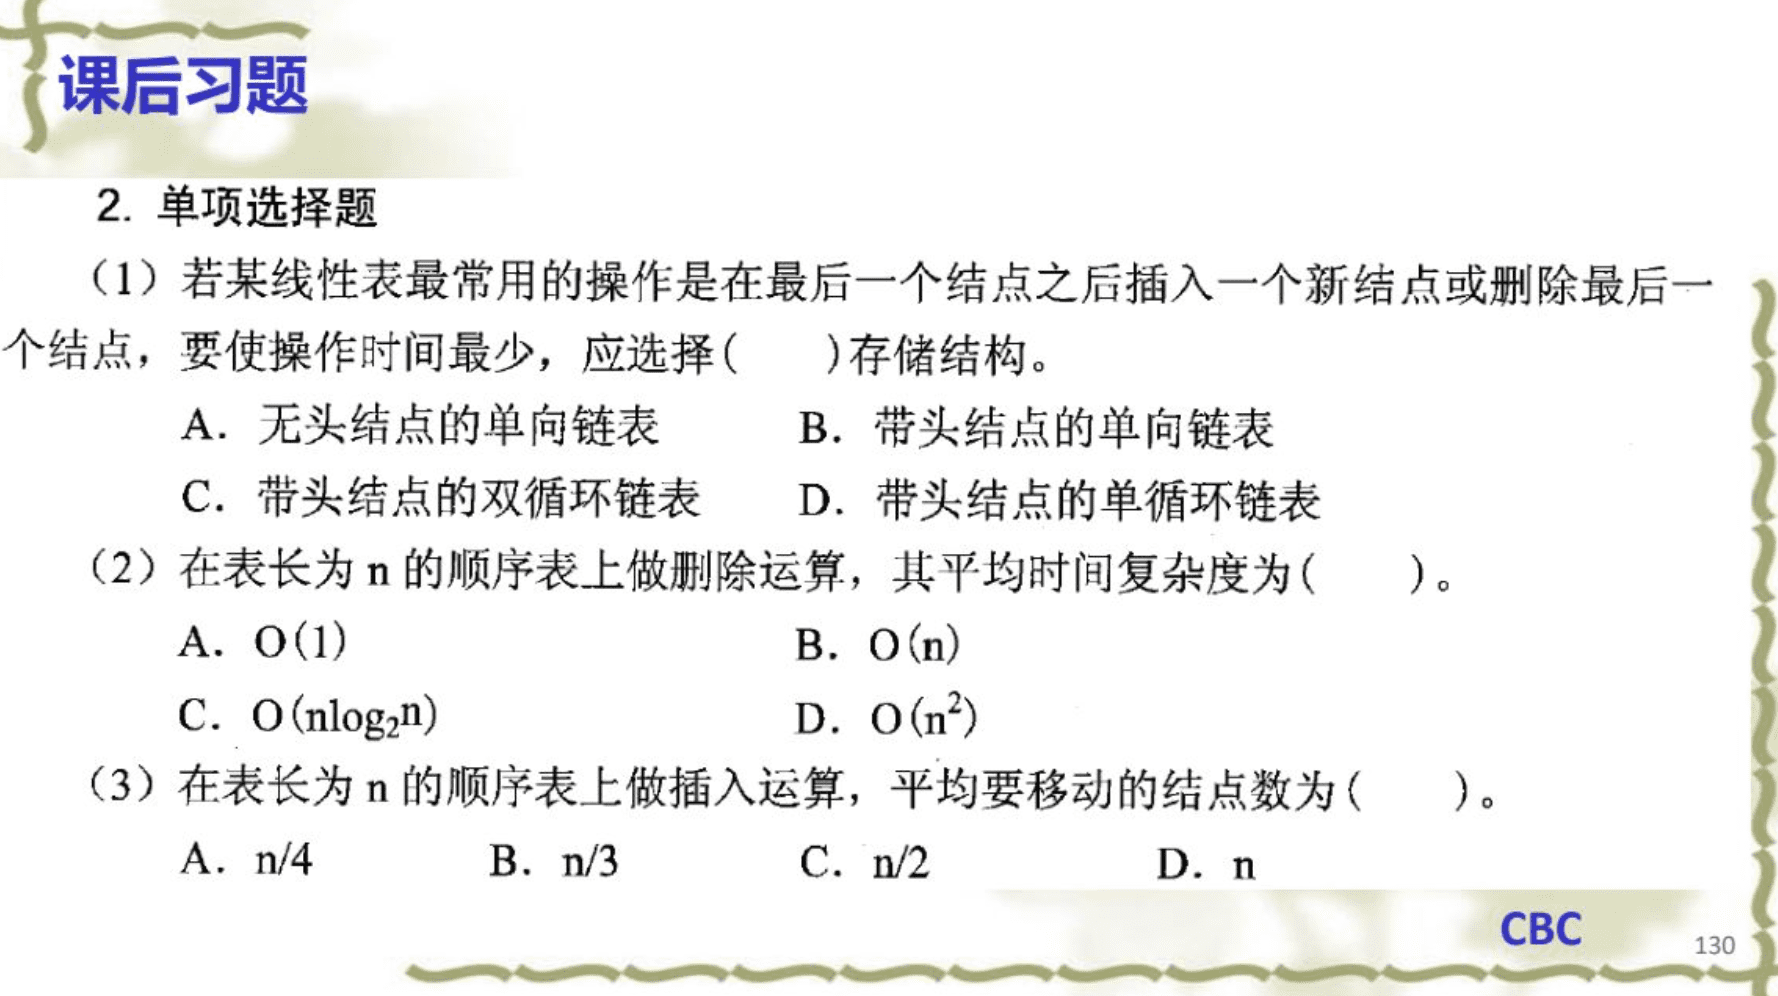 课后习题
2. 单项选择题
(1) 若某线性表最常用的操作是在最后一个结点之后插入一个新结点或删除最后一
个结点，要使操作时间最少，应选择(    )存储结构。
A. 无头结点的单向链表    B. 带头结点的单向链表
C. 带头结点的双循环链表    D. 带头结点的单循环链表
(2) 在表长为 n 的顺序表上做删除运算，其平均时间复杂度为(    )。
A. O(1)    B. O(n)
C. O(nlog₂n)    D. O(n²)
(3) 在表长为 n 的顺序表上做插入运算，平均要移动的结点数为(    )。
A. n/4    B. n/3    C. n/2    D. n
CBC
130